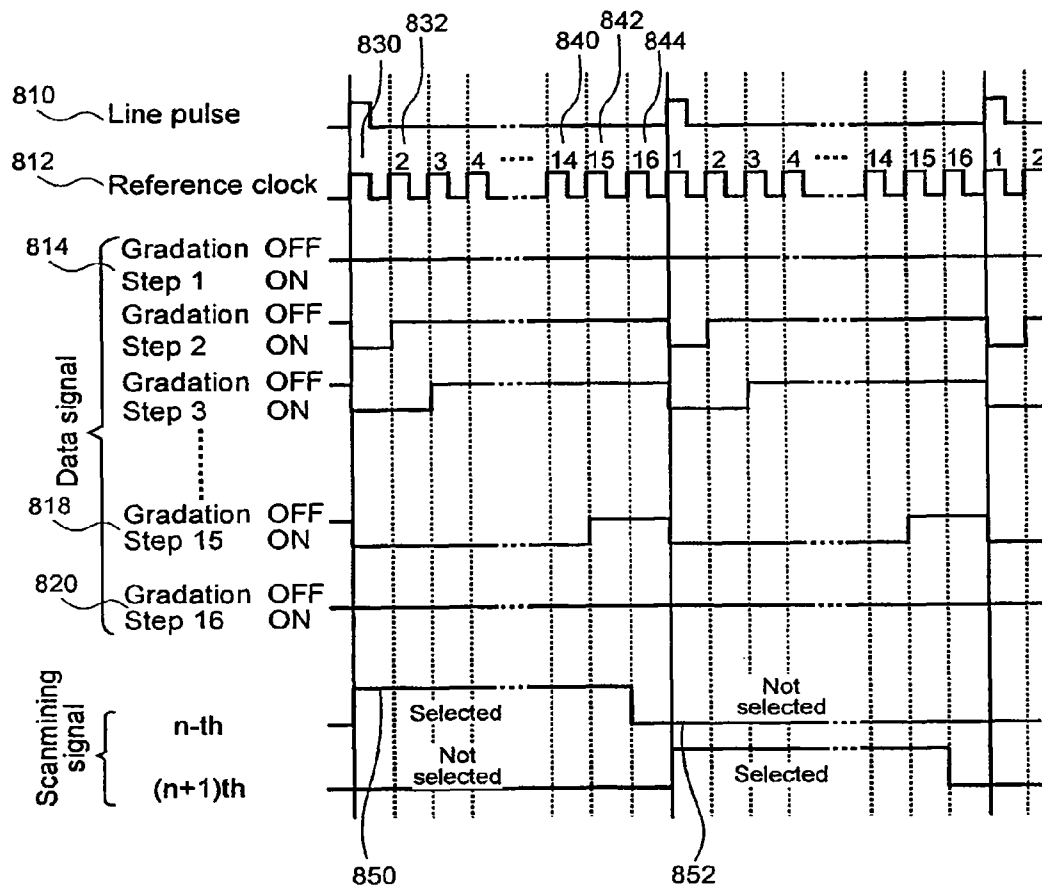 832
830
840
842
844
810
Line pulse
812
Reference clock
2 3 4 ···· 14 15 16 1 2 3 4 ···· 14 15 16 1 2
814
Gradation OFF
Step 1 ON
Gradation OFF
Step 2 ON
Gradation OFF
Step 3 ON
Data signal
818
Gradation OFF
Step 15 ON
820
Gradation OFF
Step 16 ON
Scanmining
signal
n-th
Selected
Not
selected
(n+1)th
Not
selected
Selected
850
852